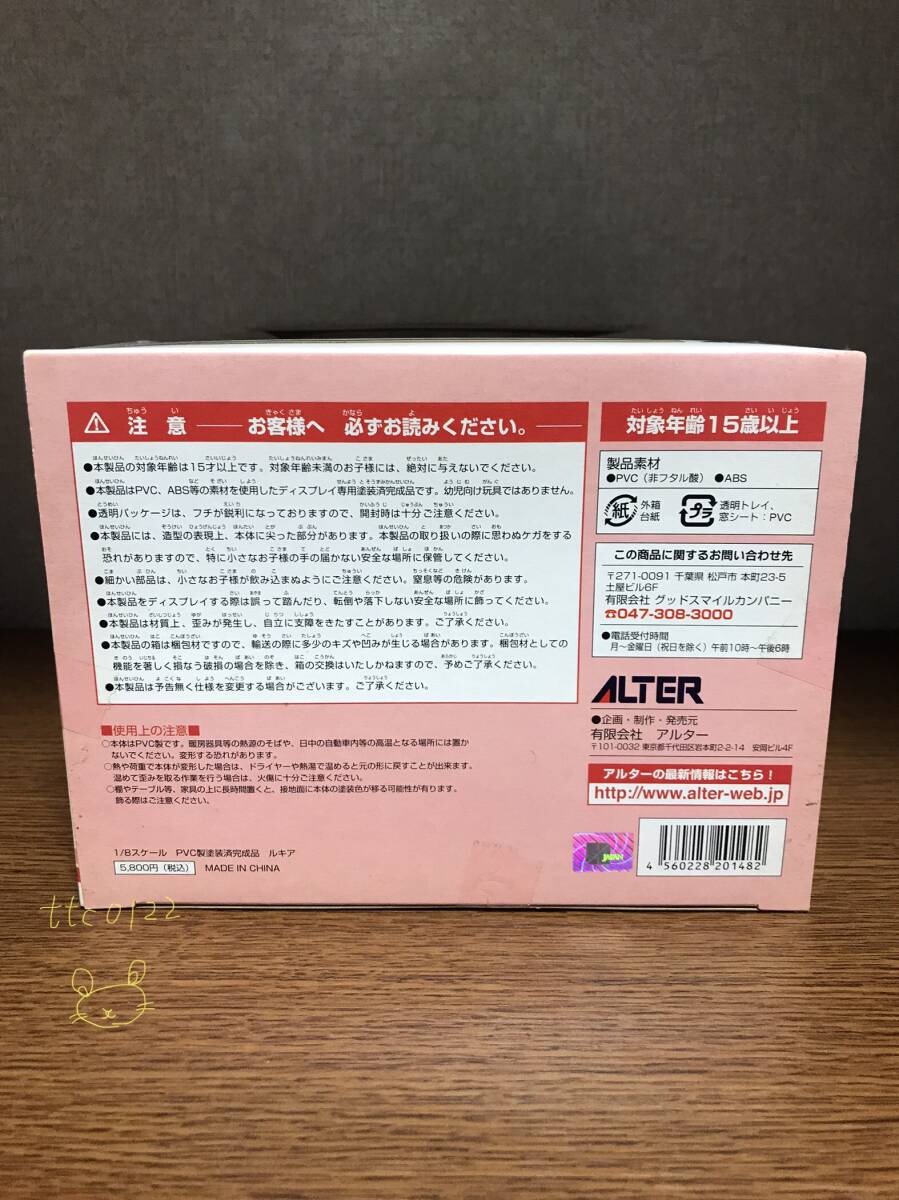 ちゅう い きゃく さま かなら よ
注 意 お客様へ 必ずお読みください。
●本製品の対象年齢は15才以上です。対象年齢未満のお子様には、絶対に与えないでください。
●本製品はPVC、ABS等の素材を使用したディスプレイ専用塗装済完成品です。幼児向け玩具ではありません。
●透明パッケージは、フチが鋭利になっておりますので、開封時は十分ご注意ください。
●本製品には、造型の表現上、本体に尖った部分があります。本製品の取り扱いの際に思わぬケガをする
恐れがありますので、特に小さなお子様の手の届かない安全な場所に保管してください。
●細かい部品は、小さなお子様が飲み込まぬようにご注意ください。窒息等の危険があります。
●本製品をディスプレイする際は誤って踏んだり、転倒や落下しない安全な場所に飾ってください。
●本製品は材質上、歪みが発生し、自立に支障をきたすことがあります。ご了承ください。
●本製品の箱は梱包材ですので、輸送の際に多少のキズや凹みが生じる場合があります。梱包材としての
機能を著しく損なう破損の場合を除き、箱の交換はいたしかねますので、予めご了承ください。
●本製品は予告無く仕様を変更する場合がございます。ご了承ください。
■使用上の注意■
○本体はPVC製です。暖房器具等の熱源のそばや、日中の自動車内等の高温となる場所には置か
ないでください。変形する恐れがあります。
○熱や荷重で本体が変形した場合は、ドライヤーや熱湯で温めると元の形に戻すことが出来ます。
温めて歪みを取る作業を行う場合は、火傷に十分ご注意ください。
○棚やテーブル等、家具の上に長時間置くと、接地面に本体の塗装色が移る可能性が有ります。
飾る際はご注意ください。
1/8スケール PVC製塗装済完成品 ルキア
5,800円(税込) MADE IN CHINA
たい しょう ねん れい さい い じょう
対象年齢15歳以上
製品素材
●PVC(非フタル酸) ●ABS
紙 外箱
台紙
プラ 透明トレイ、
窓シート:PVC
この商品に関するお問い合わせ先
〒271-0091 千葉県 松戸市 本町23-5
土屋ビル6F
有限会社 グッドスマイルカンパニー
☎047-308-3000
●電話受付時間
月～金曜日(祝日を除く)午前10時～午後6時
ALTER
●企画・制作・発売元
有限会社 アルター
〒101-0032 東京都千代田区岩本町2-2-14 安岡ビル4F
アルターの最新情報はこちら!
http://www.alter-web.jp
JAPAN
4 560228 201482
ttc0122